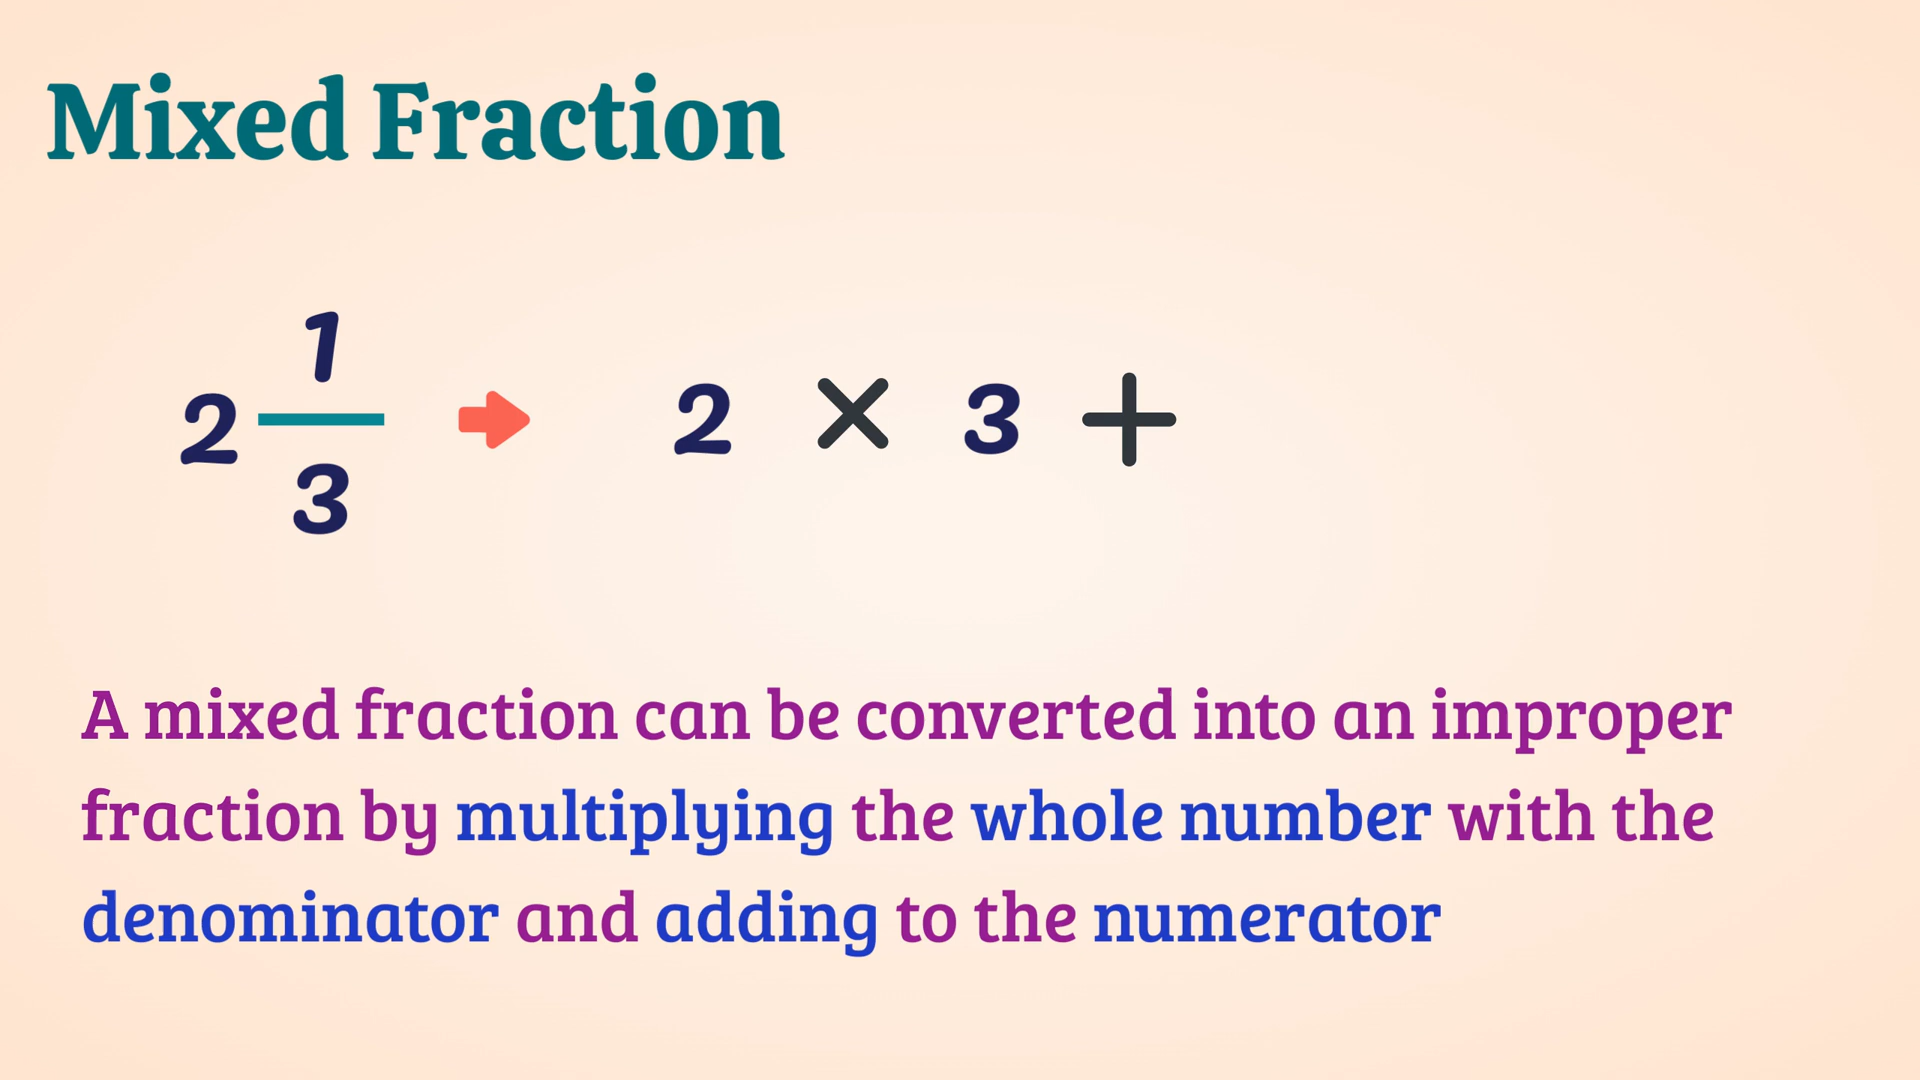 Mixed Fraction
2 1/3 → 2 × 3 +
A mixed fraction can be converted into an improper
fraction by multiplying the whole number with the
denominator and adding to the numerator